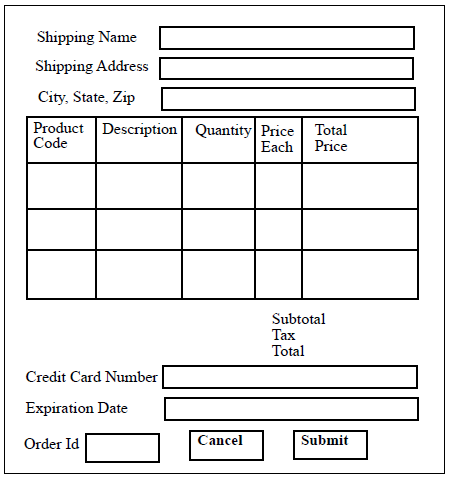 Shipping Name
Shipping Address
City, State, Zip
Product Code
Description
Quantity
Price Each
Total Price
Subtotal
Tax
Total
Credit Card Number
Expiration Date
Order Id
Cancel
Submit